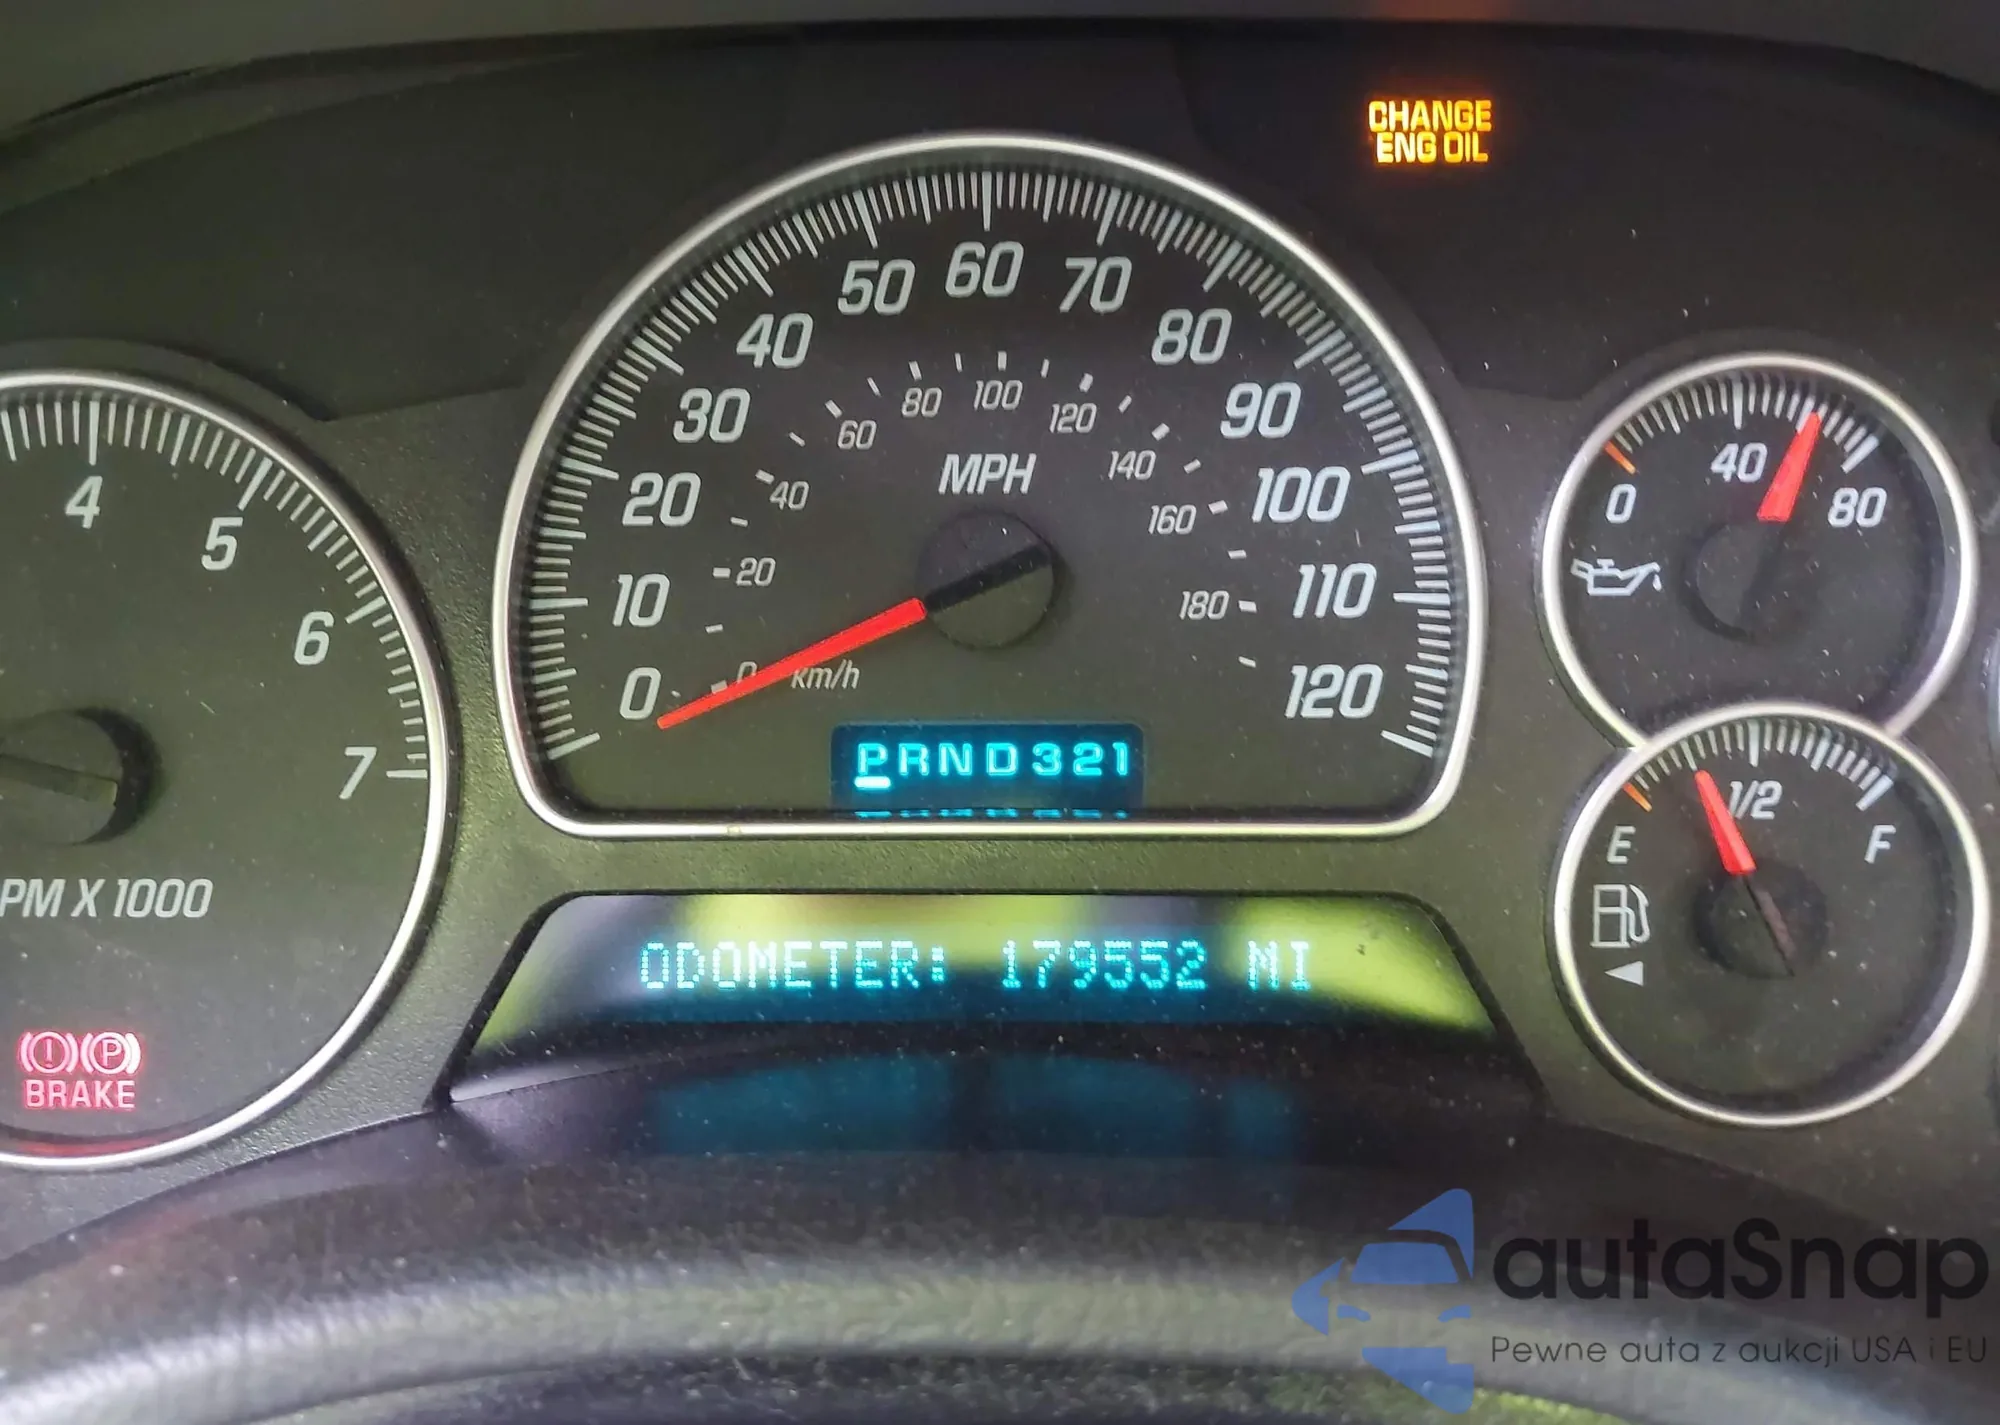 CHANGE
ENG OIL
0 10 20 30 40 50 60 70 80 90 100 110 120
0 20 40 60 80 100 120 140 160 180
MPH
km/h
PRND321
4 5 6 7
PM X 1000
BRAKE
P
0 40 80
E 1/2 F
ODOMETER: 179552 MI
autaSnap
Pewne auta z aukcji USA i EU